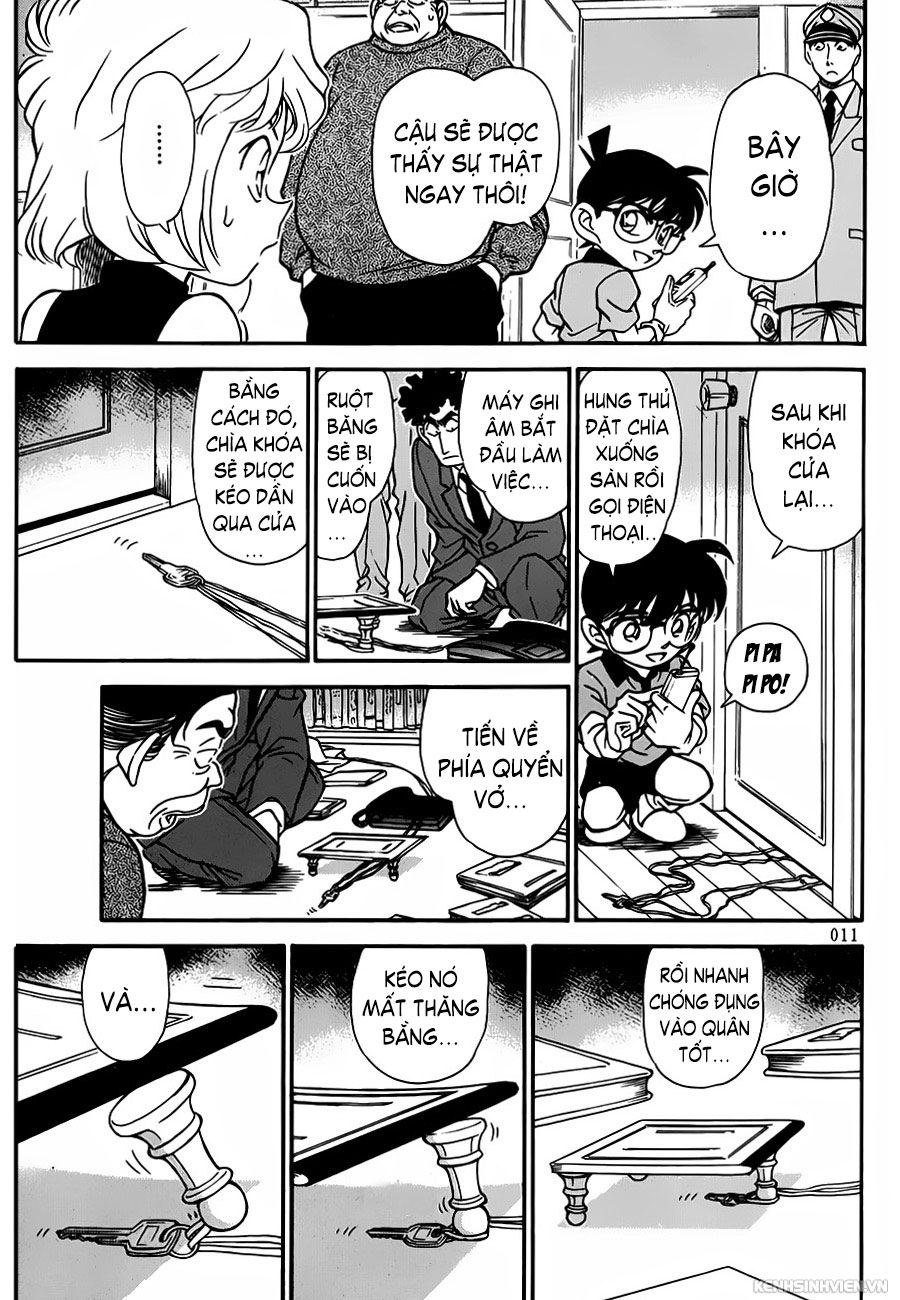 BÂY
GIỜ
...
CẬU SẼ ĐƯỢC
THẤY SỰ THẬT
NGAY THÔI!
......
SAU KHI
KHÓA
CỬA
LẠI...
HUNG THỦ
ĐẶT CHÌA
XUỐNG
SÀN RỒI
GỌI ĐIỆN
THOẠI..
PI PA
PI PO!
MÁY GHI
ÂM BẮT
ĐẦU LÀM
VIỆC...
RUỘT
BĂNG
SẼ BỊ
CUỐN
VÀO
...
BẰNG
CÁCH ĐÓ,
CHÌA KHÓA
SẼ ĐƯỢC
KÉO DẦN
QUA CỬA
...
TIẾN VỀ
PHÍA QUYỂN
VỞ...
011
RỒI NHANH
CHÓNG ĐỤNG
VÀO QUÂN
TỐT...
KÉO NÓ
MẤT THĂNG
BẰNG...
VÀ...
KENHSINHVIEN.VN